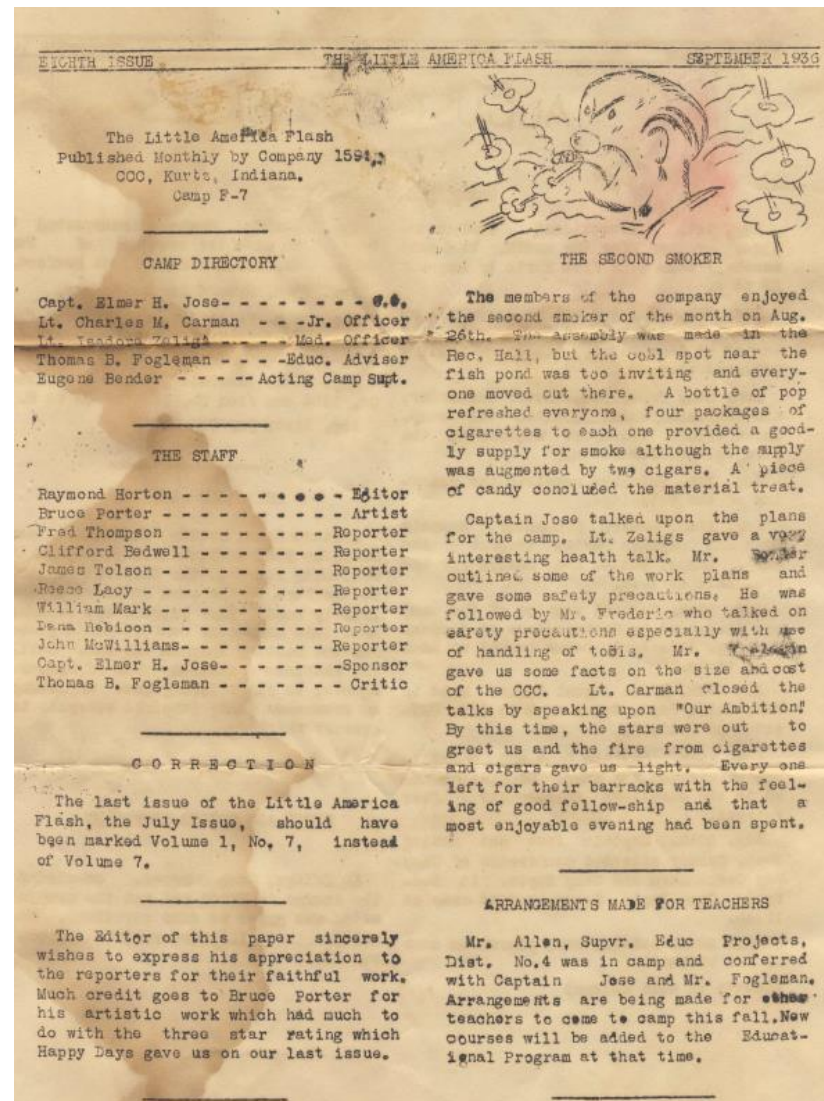 EIGHTH ISSUE THE LITTLE AMERICA FLASH SEPTEMBER 1936
The Little America Flash
Published Monthly by Company 1591,
CCC, Kurtz, Indiana.
Camp F-7
CAMP DIRECTORY
Capt. Elmer H. Jose- - - - - - - - - C.O.
Lt. Charles M. Carman - - -Jr. Officer
Lt. Isadore Zeligs - - - - Med. Officer
Thomas B. Fogleman - - - -Educ. Adviser
Eugene Bender - - - -- Acting Camp Supt.
THE STAFF
Raymond Horton - - - - - - - - - Editor
Bruce Porter - - - - - - - - - - Artist
Fred Thompson - - - - - - - - Reporter
Clifford Bedwell - - - - - - - Reporter
James Tolson - - - - - - - - - Reporter
Reece Lacy - - - - - - - - - - Reporter
William Mark - - - - - - - - - Reporter
Dana Rebicon - - - - - - - - - Reporter
John McWilliams- - - - - - - - Reporter
Capt. Elmer H. Jose- - - - - - -Sponsor
Thomas B. Fogleman - - - - - - - Critic
C O R R E C T I O N
The last issue of the Little America
Flash, the July Issue, should have
been marked Volume 1, No. 7, instead
of Volume 7.
The Editor of this paper sincerely
wishes to express his appreciation to
the reporters for their faithful work.
Much credit goes to Bruce Porter for
his artistic work which had much to
do with the three star rating which
Happy Days gave us on our last issue.
THE SECOND SMOKER
The members of the company enjoyed
the second smoker of the month on Aug.
26th. The assembly was made in the
Rec. Hall, but the cool spot near the
fish pond was too inviting and every-
one moved out there. A bottle of pop
refreshed everyone, four packages of
cigarettes to each one provided a good-
ly supply for smoke although the supply
was augmented by two cigars. A piece
of candy concluded the material treat.
Captain Jose talked upon the plans
for the camp. Lt. Zeligs gave a very
interesting health talk. Mr. Bender
outlined some of the work plans and
gave some safety precautions. He was
followed by Mr. Frederic who talked on
safety precautions especially with use
of handling of tools. Mr.
gave us some facts on the size and cost
of the CCC. Lt. Carman closed the
talks by speaking upon "Our Ambition."
By this time, the stars were out to
greet us and the fire from cigarettes
and cigars gave us light. Every one
left for their barracks with the feel-
ing of good fellow-ship and that a
most enjoyable evening had been spent.
ARRANGEMENTS MADE FOR TEACHERS
Mr. Allen, Supvr. Educ Projects,
Dist. No.4 was in camp and conferred
with Captain Jose and Mr. Fogleman.
Arrangements are being made for other
teachers to come to camp this fall.New
courses will be added to the Educat-
ional Program at that time.